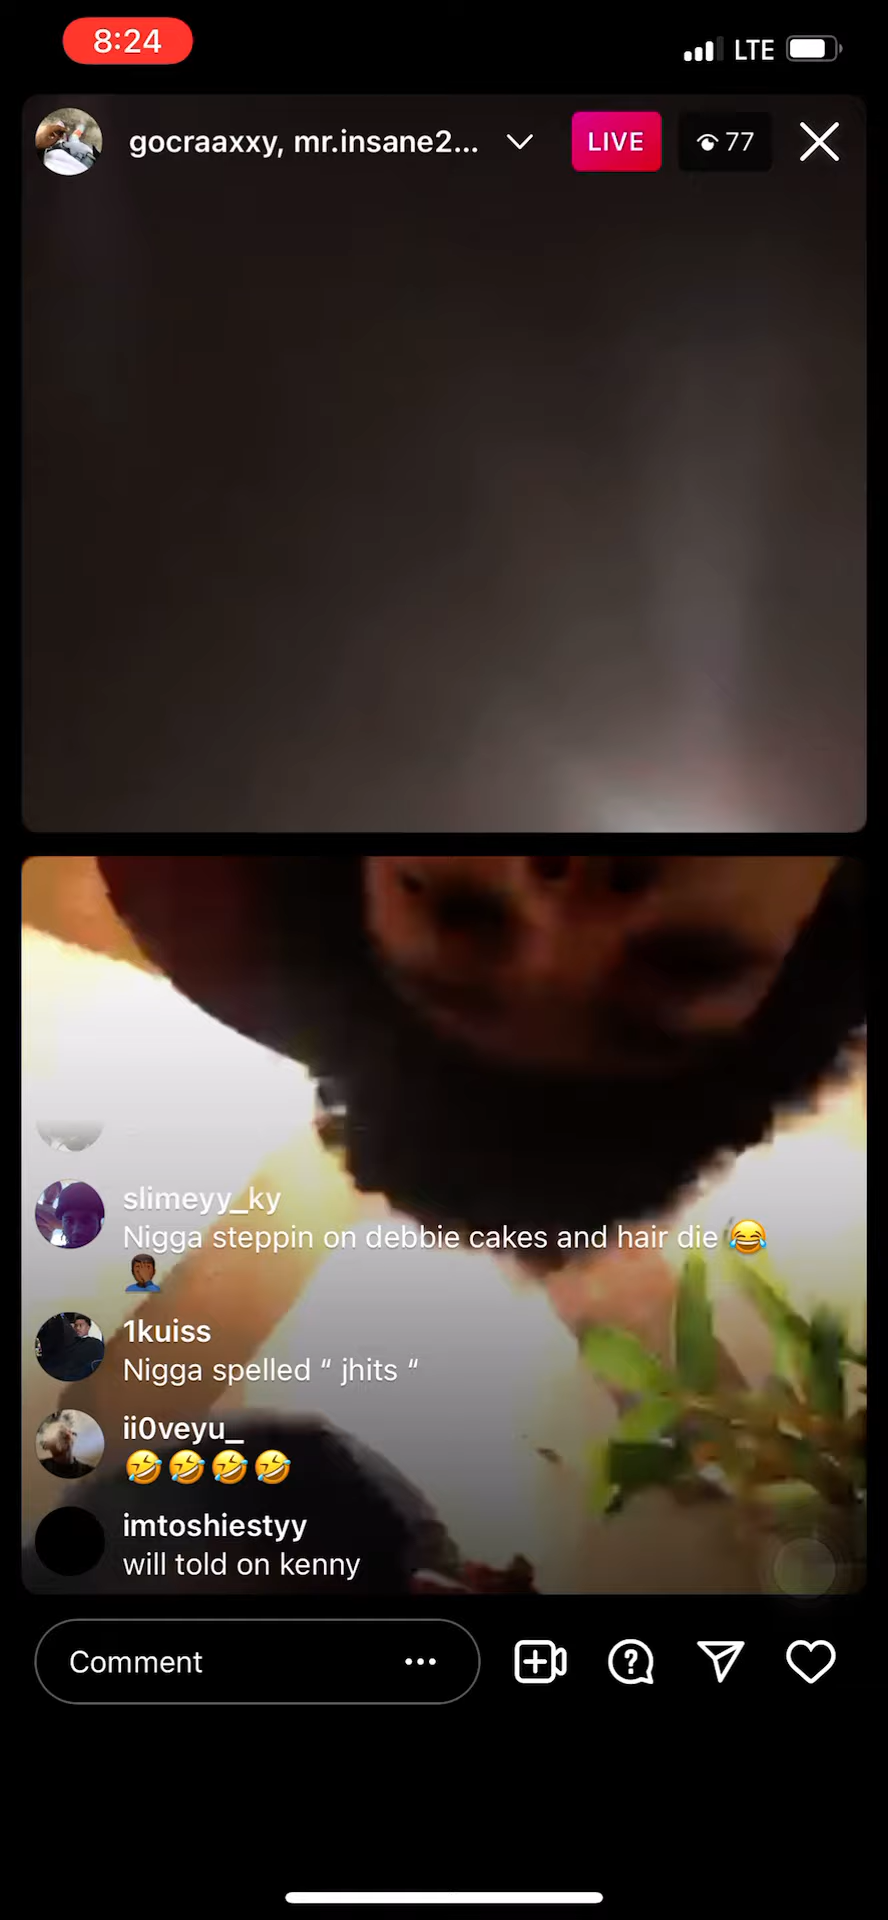 8:24
LTE
gocraaxxy, mr.insane2...
LIVE
77
slimeyy_ky
Nigga steppin on debbie cakes and hair die 😂
🤦🏾‍♂️
1kuiss
Nigga spelled “ jhits “
ii0veyu_
🤣🤣🤣🤣
imtoshiestyy
will told on kenny
Comment